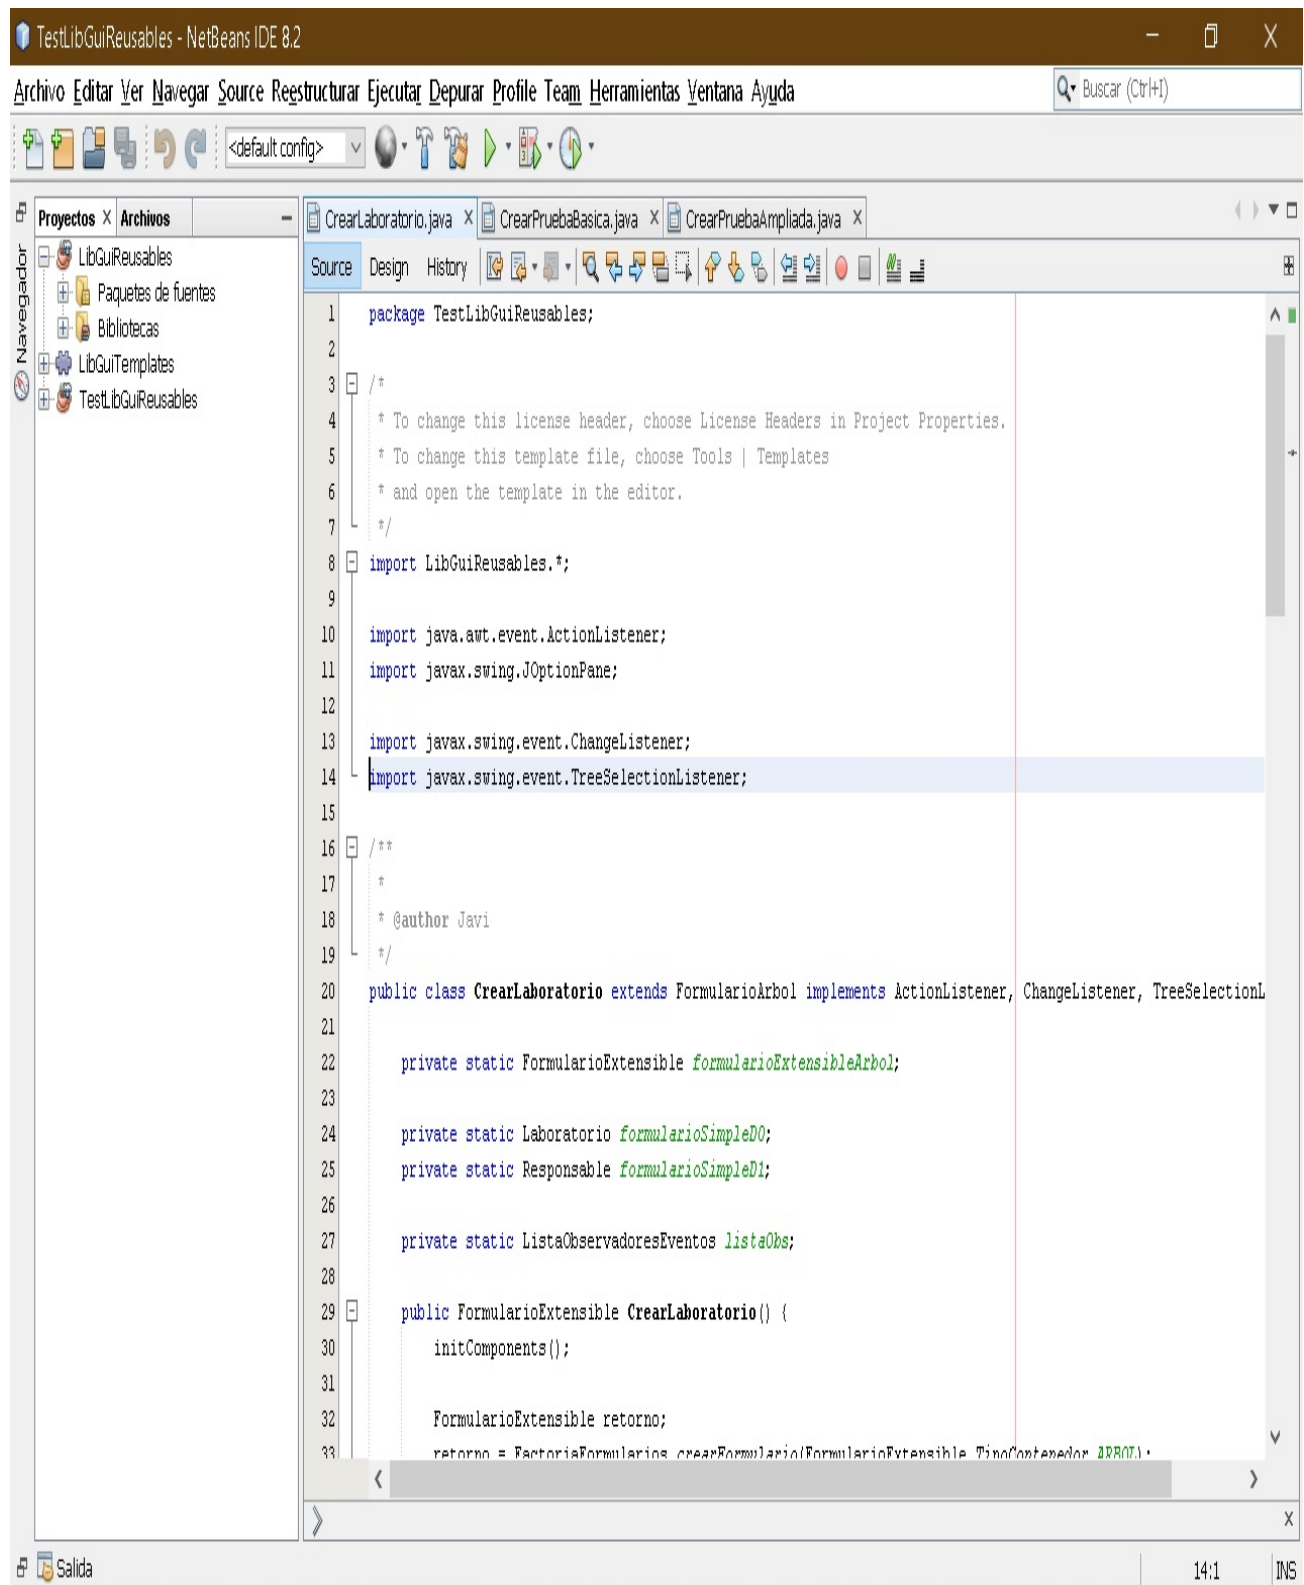 TestLibGuiReusables - NetBeans IDE 8.2
Archivo Editar Ver Navegar Source Reestructurar Ejecutar Depurar Profile Team Herramientas Ventana Ayuda
Buscar (Ctrl+I)
<default config>
Proyectos Archivos
CrearLaboratorio.java CrearPruebaBasica.java CrearPruebaAmpliada.java
Navegador
LibGuiReusables
Paquetes de fuentes
Bibliotecas
LibGuiTemplates
TestLibGuiReusables
Source Design History
1 package TestLibGuiReusables;
2
3 /*
4 * To change this license header, choose License Headers in Project Properties.
5 * To change this template file, choose Tools | Templates
6 * and open the template in the editor.
7 */
8 import LibGuiReusables.*;
9
10 import java.awt.event.ActionListener;
11 import javax.swing.JOptionPane;
12
13 import javax.swing.event.ChangeListener;
14 import javax.swing.event.TreeSelectionListener;
15
16 /**
17 *
18 * @author Javi
19 */
20 public class CrearLaboratorio extends FormularioArbol implements ActionListener, ChangeListener, TreeSelectionL
21
22 private static FormularioExtensible formularioExtensibleArbol;
23
24 private static Laboratorio formularioSimpleD0;
25 private static Responsable formularioSimpleD1;
26
27 private static ListaObservadoresEventos listaObs;
28
29 public FormularioExtensible CrearLaboratorio() {
30 initComponents();
31
32 FormularioExtensible retorno;
33 retorno = FactoriaFormularios.crearFormulario(FormularioExtensible.TipoContenedor.ARBOL);
Salida
14:1 INS